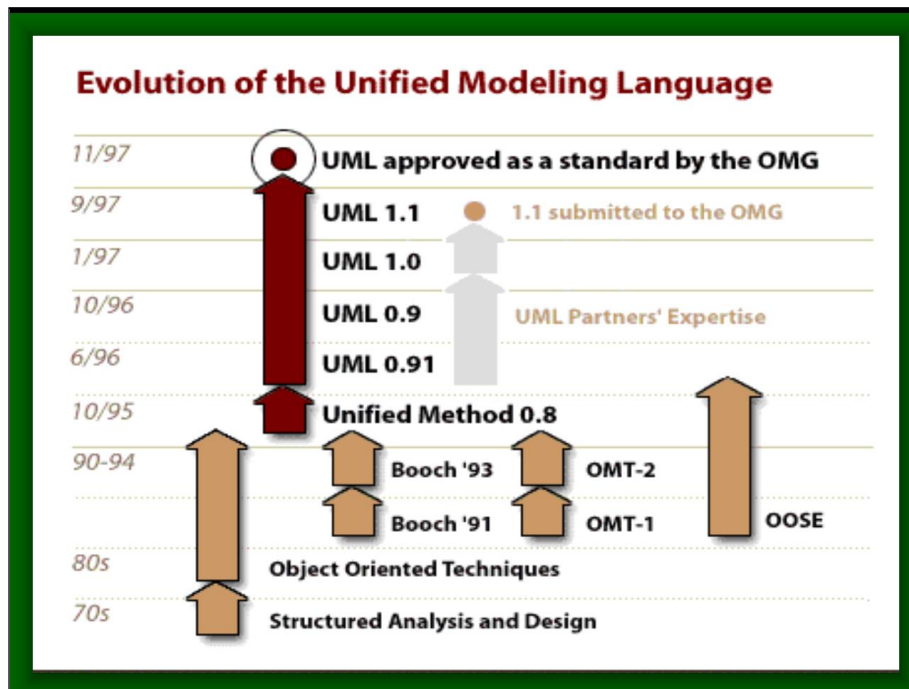 Evolution of the Unified Modeling Language
11/97 UML approved as a standard by the OMG
9/97 UML 1.1 1.1 submitted to the OMG
1/97 UML 1.0
10/96 UML 0.9 UML Partners' Expertise
6/96 UML 0.91
10/95 Unified Method 0.8
90-94 Booch '93 OMT-2
Booch '91 OMT-1 OOSE
80s Object Oriented Techniques
70s Structured Analysis and Design